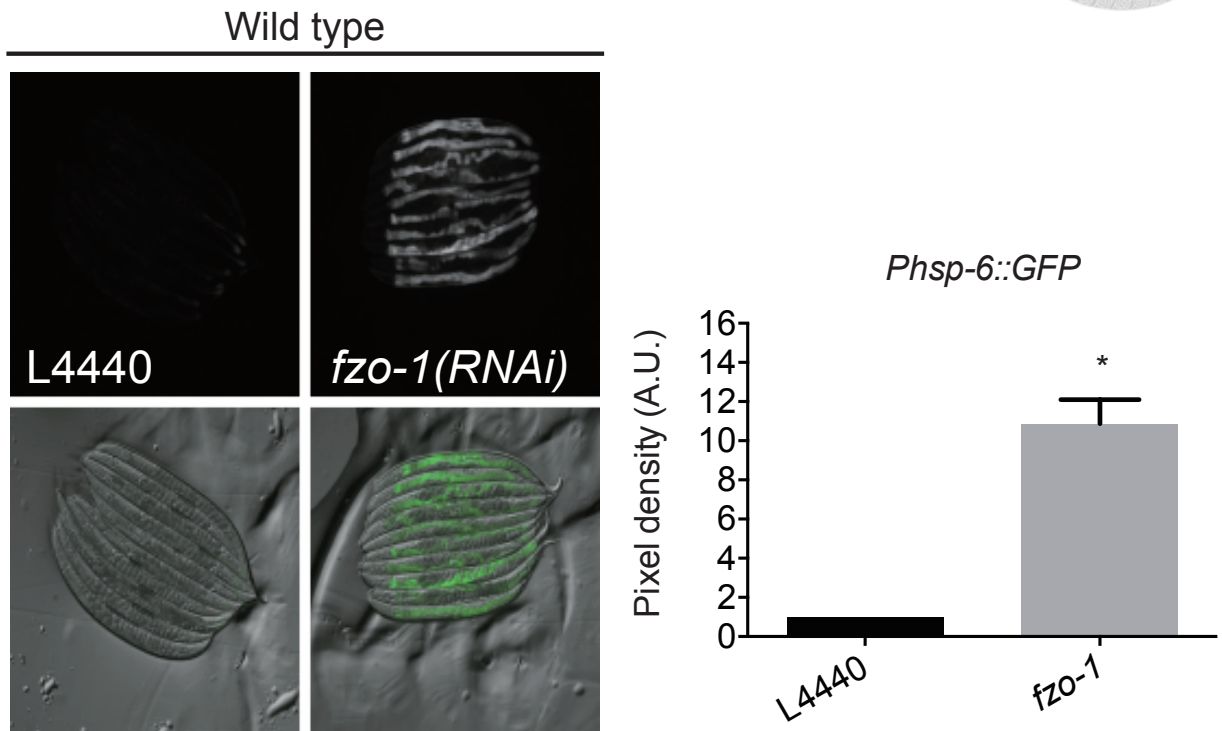 Wild type
L4440
fzo-1(RNAi)
Phsp-6::GFP
Pixel density (A.U.)
16
14
12
10
8
6
4
2
0
*
L4440
fzo-1